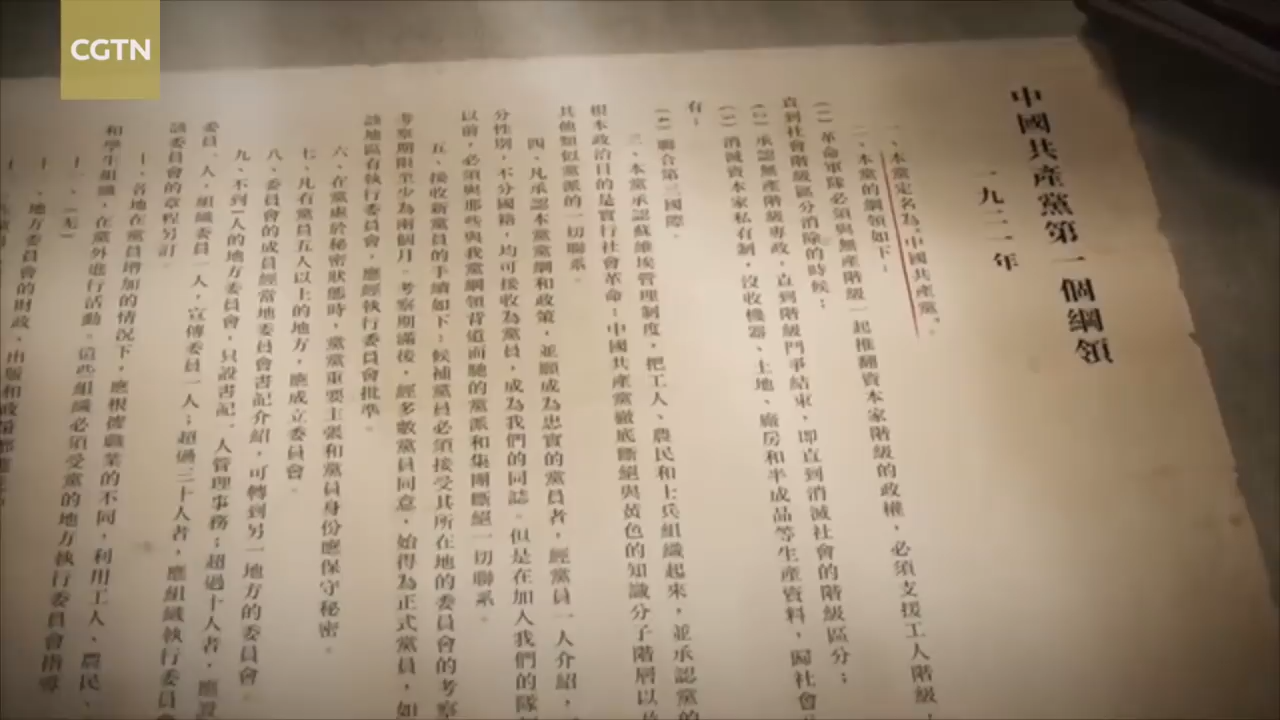 CGTN
中國共產黨第一個綱領
一九二一年
一、本黨定名為「中國共產黨」。
二、本黨的綱領如下：
(1) 革命軍隊必須與無產階級一起推翻資本家階級的政權，必須支援工人階級，
直到社會階級區分消除的時候；
(2) 承認無產階級專政，直到階級鬥爭結束，即直到消滅社會的階級區分；
(3) 消滅資本家私有制，沒收機器、土地、廠房和半成品等生產資料，歸社會
有；
(4) 聯合第三國際。
三、本黨承認蘇維埃管理制度，把工人、農民和士兵組織起來，並承認黨的
根本政治目的是實行社會革命；中國共產黨徹底斷絕與黃色的知識分子階層以及
其他類似黨派的一切聯系。
四、凡承認本黨黨綱和政策，並願成為忠實的黨員者，經黨員一人介紹，
分性別，不分國籍，均可接收為黨員，成為我們的同誌。但是在加入我們的隊
以前，必須與那些與我黨綱領背道而馳的黨派和集團斷絕一切聯系。
五、接收新黨員的手續如下：候補黨員必須接受其所在地的委員會的考察
考察期限至少為兩個月。考察期滿後，經多數黨員同意，始得為正式黨員，如
該地區有執行委員會，應經執行委員會批準。
六、在黨處於秘密狀態時，黨黨重要主張和黨員身份應保守秘密。
七、凡有黨員五人以上的地方，應成立委員會。
八、委員會的成員經當地委員會書記介紹，可轉到另一地方的委員會。
九、不到十人的地方委員會，只設書記一人管理事務；超過十人者，應設
委員一人，組織委員一人，宣傳委員一人；超過三十人者，應組織執行委員會
該委員會的章程另訂。
十、各地在黨員增加的情況下，應根據職業的不同，利用工人、農民、
和學生組織，在黨外進行活動。這些組織必須受黨的地方執行委員會指導
十一、(無)
十二、地方委員會的財政、出版和政策都應受